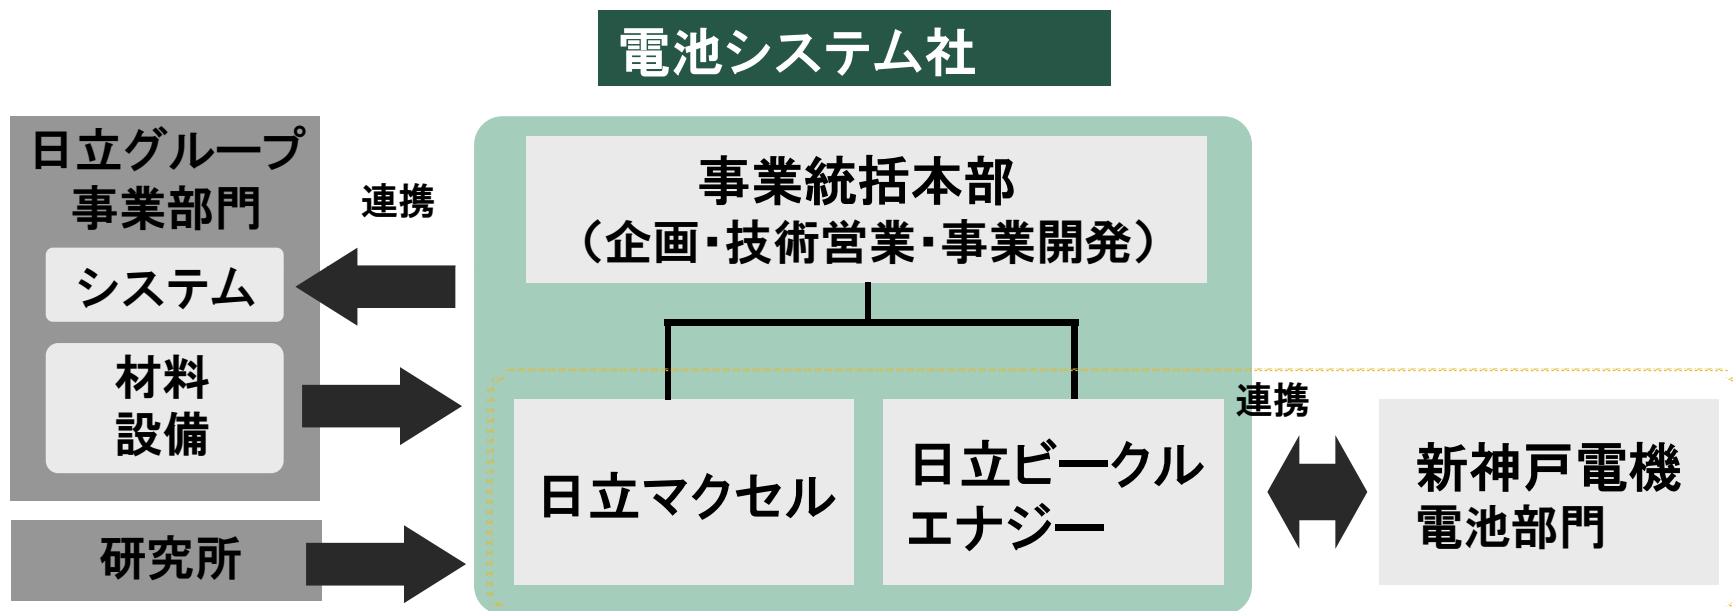 電池システム社
日立グループ
事業部門
システム
材料
設備
研究所
連携
事業統括本部
（企画・技術営業・事業開発）
日立マクセル
日立ビークル
エナジー
連携
新神戸電機
電池部門